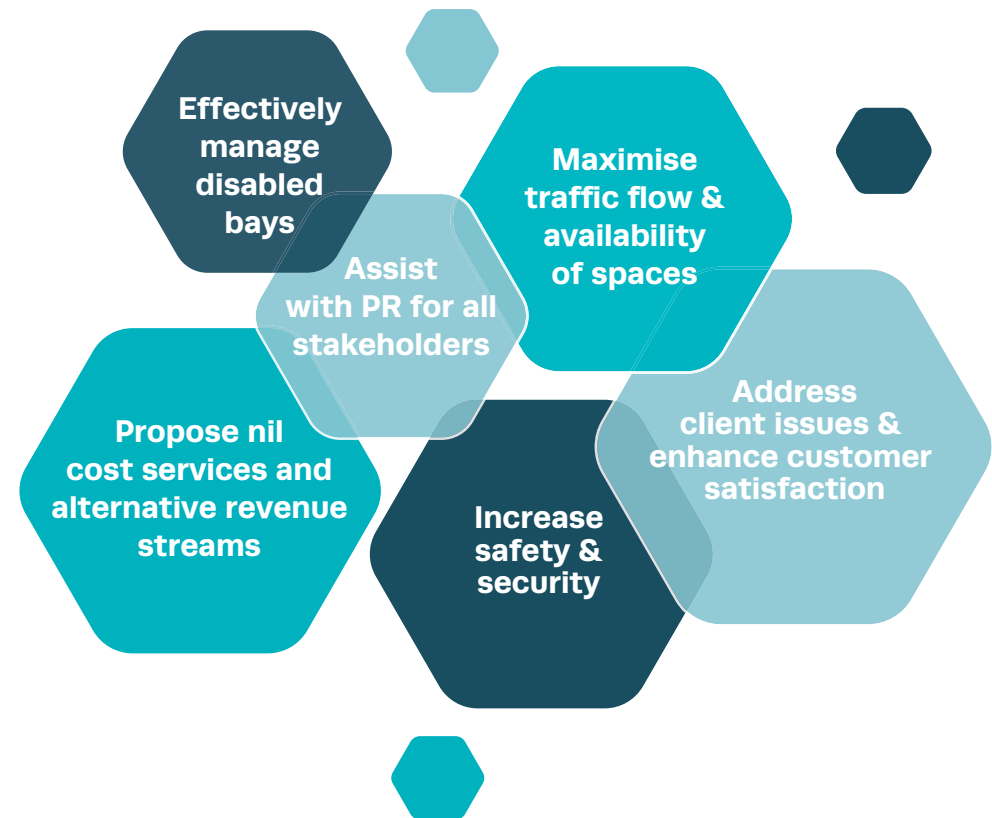 Effectively
manage
disabled
bays
Maximise
traffic flow &
availability
of spaces
Assist
with PR for all
stakeholders
Propose nil
cost services and
alternative revenue
streams
Address
client issues &
enhance customer
satisfaction
Increase
safety &
security